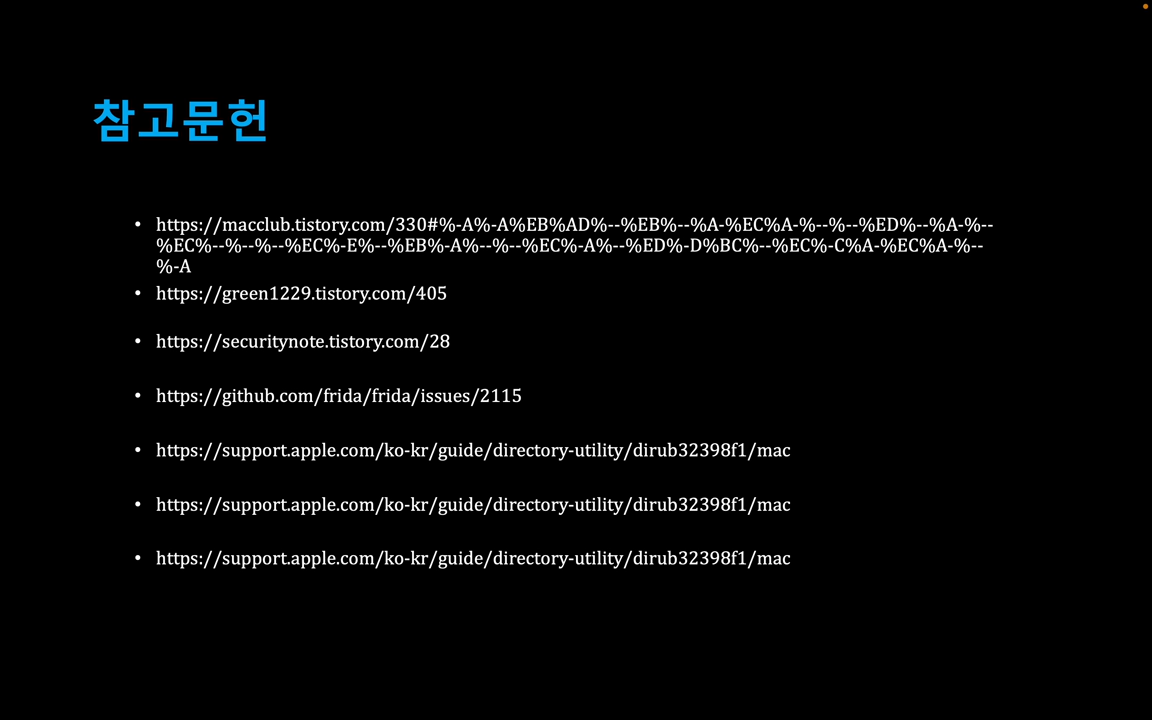 참고문헌
• https://macclub.tistory.com/330#%-A%-A%EB%AD%--%EB%--%A-%EC%A-%--%--%ED%--%A-%--
%EC%--%--%--%EC%-E%--%EB%-A%--%--%EC%-A%--%ED%-D%BC%--%EC%-C%A-%EC%A-%--
%-A
• https://green1229.tistory.com/405
• https://securitynote.tistory.com/28
• https://github.com/frida/frida/issues/2115
• https://support.apple.com/ko-kr/guide/directory-utility/dirub32398f1/mac
• https://support.apple.com/ko-kr/guide/directory-utility/dirub32398f1/mac
• https://support.apple.com/ko-kr/guide/directory-utility/dirub32398f1/mac